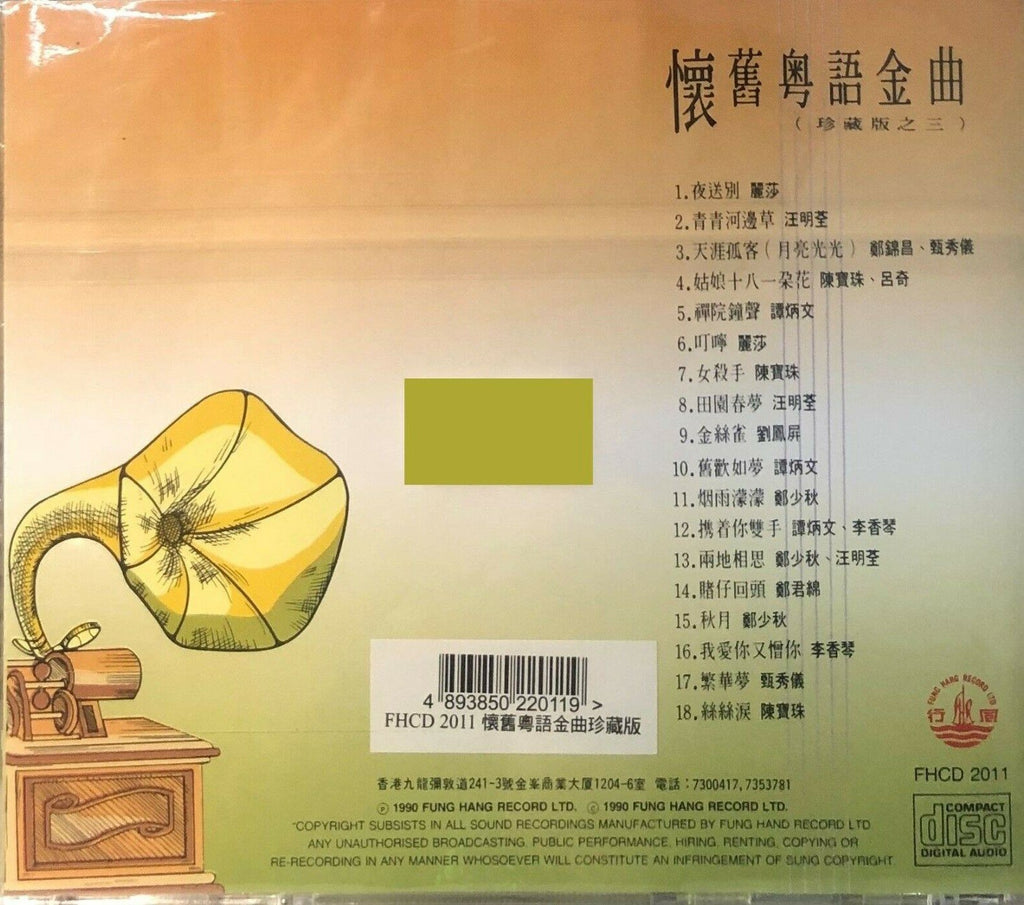 懷舊粵語金曲
（珍藏版之三）
1.夜送別 麗莎
2.青青河邊草 汪明荃
3.天涯孤客（月亮光光） 鄭錦昌、甄秀儀
4.姑娘十八一朶花 陳寶珠、呂奇
5.禪院鐘聲 譚炳文
6.叮嚀 麗莎
7.女殺手 陳寶珠
8.田園春夢 汪明荃
9.金絲雀 劉鳳屏
10.舊歡如夢 譚炳文
11.烟雨濛濛 鄭少秋
12.携着你雙手 譚炳文、李香琴
13.兩地相思 鄭少秋、汪明荃
14.賭仔回頭 鄭君綿
15.秋月 鄭少秋
16.我愛你又憎你 李香琴
17.繁華夢 甄秀儀
18.絲絲淚 陳寶珠
FUNG HANG RECORD LTD
行風
4 893850 220119 >
FHCD 2011 懷舊粵語金曲珍藏版
FHCD 2011
香港九龍彌敦道241-3號金峯商業大厦1204-6室 電話：7300417,7353781
Ⓟ 1990 FUNG HANG RECORD LTD. © 1990 FUNG HANG RECORD LTD.
"COPYRIGHT SUBSISTS IN ALL SOUND RECORDINGS MANUFACTURED BY FUNG HAND RECORD LTD
ANY UNAUTHORISED BROADCASTING, PUBLIC PERFORMANCE, HIRING, RENTING, COPYING OR
RE-RECORDING IN ANY MANNER WHOSOEVER WILL CONSTITUTE AN INFRINGEMENT OF SUNG COPYRIGHT
COMPACT
disc
DIGITAL AUDIO